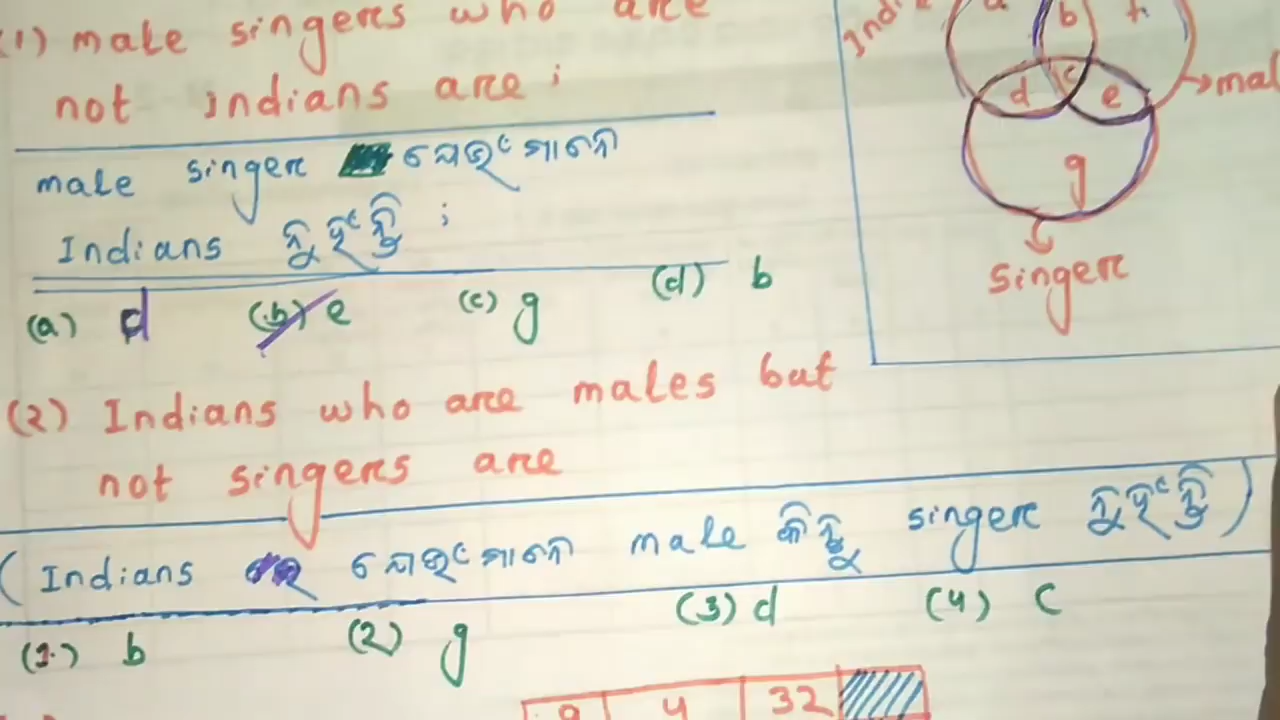 (1) male singers who are
not indians are ;
male singer ଯେଉଁମାନେ
Indians ନୁହଁନ୍ତି ;
(a) d (b) e (c) g (d) b
(2) Indians who are males but
not singers are
( Indians ଯେଉଁମାନେ male କିନ୍ତୁ singer ନୁହଁନ୍ତି )
(1.) b (2) g (3) d (4) c
a b f
d c e
g
singer
4 32